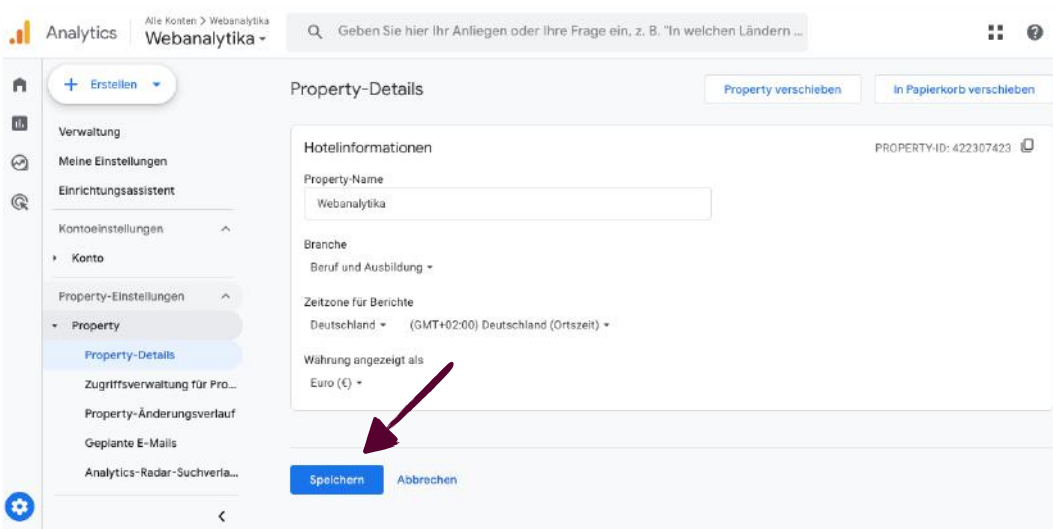 Alle Konten > Webanalytika
Analytics
Webanalytika
Geben Sie hier Ihr Anliegen oder Ihre Frage ein, z. B. "In welchen Ländern ...
Erstellen
Verwaltung
Meine Einstellungen
Einrichtungsassistent
Kontoeinstellungen
Konto
Property-Einstellungen
Property
Property-Details
Zugriffsverwaltung für Pro...
Property-Änderungsverlauf
Geplante E-Mails
Analytics-Radar-Suchverla...
Property-Details
Property verschieben
In Papierkorb verschieben
Hotelinformationen
PROPERTY-ID: 422307423
Property-Name
Webanalytika
Branche
Beruf und Ausbildung
Zeitzone für Berichte
Deutschland (GMT+02:00) Deutschland (Ortszeit)
Währung angezeigt als
Euro (€)
Speichern
Abbrechen